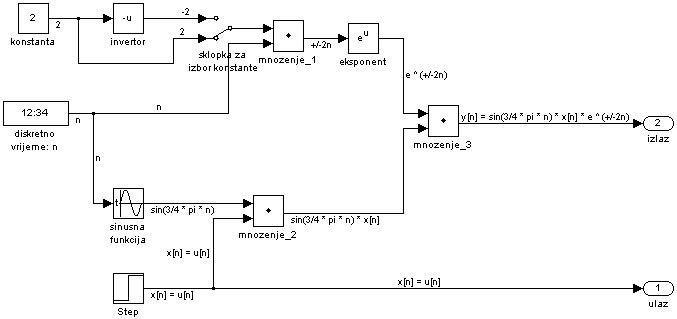 2
konstanta
2
-u
invertor
-2
2
sklopka za
izbor konstante
mnozenje_1
+/-2n
e^u
eksponent
e ^ (+/-2n)
12:34
diskretno
vrijeme: n
n
n
n
mnozenje_3
y[n] = sin(3/4 * pi * n) * x[n] * e ^ (+/-2n)
2
izlaz
t
sinusna
funkcija
sin(3/4 * pi * n)
mnozenje_2
sin(3/4 * pi * n) * x[n]
x[n] = u[n]
Step
x[n] = u[n]
x[n] = u[n]
1
ulaz